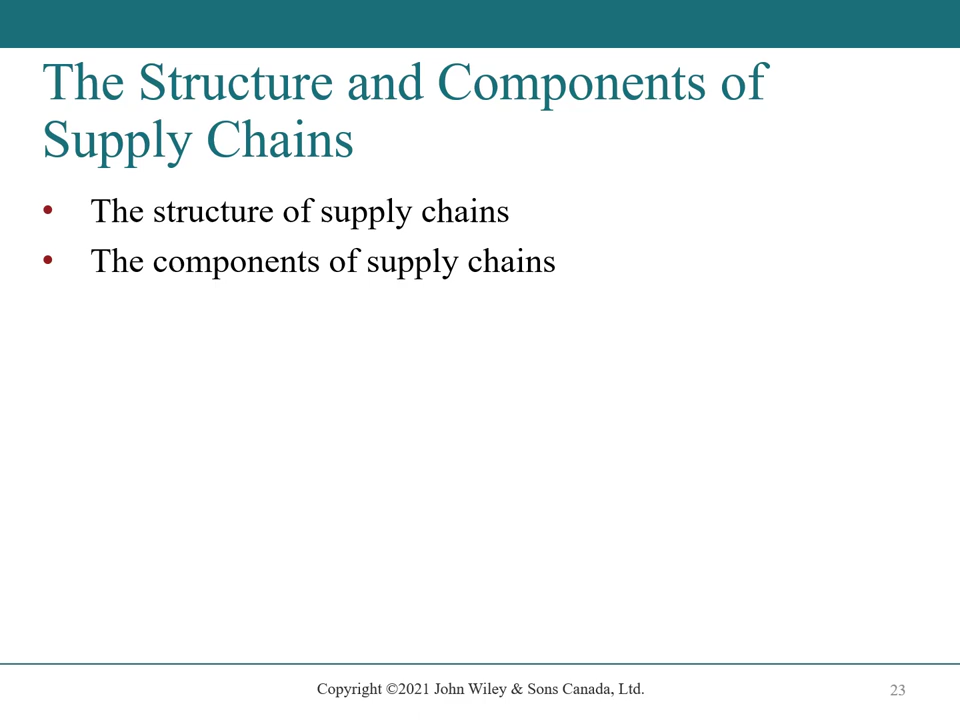 The Structure and Components of
Supply Chains
• The structure of supply chains
• The components of supply chains
Copyright ©2021 John Wiley & Sons Canada, Ltd.
23